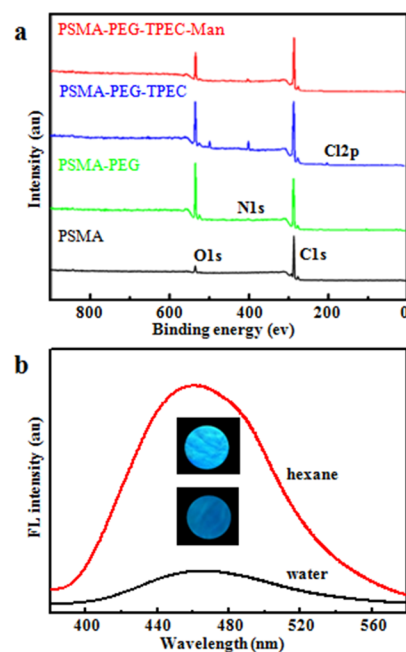 a
PSMA-PEG-TPEC-Man
PSMA-PEG-TPEC
Cl2p
PSMA-PEG
N1s
PSMA
O1s
C1s
Intensity (au)
800 600 400 200 0
Binding energy (ev)
b
hexane
water
FL intensity (au)
400 440 480 520 560
Wavelength (nm)